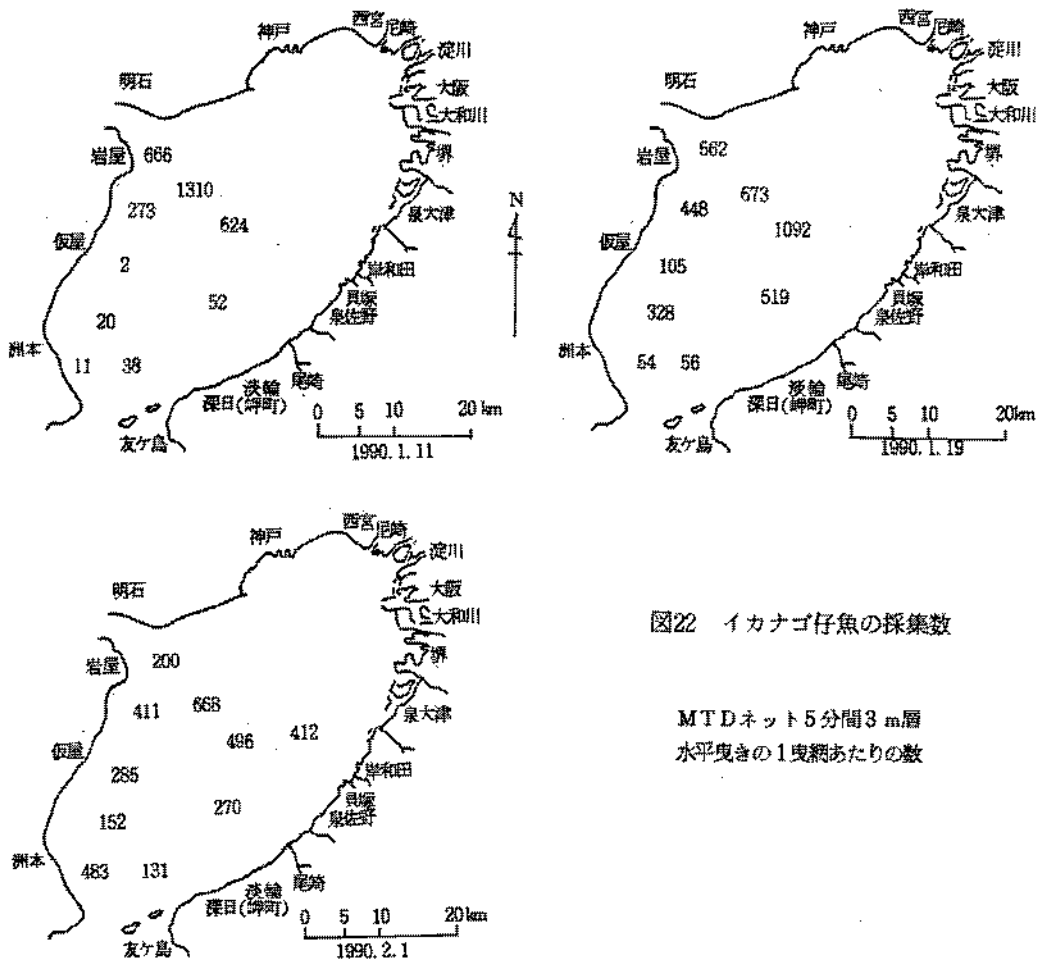 西宮
尼崎
神戸
淀川
明石
大阪
大和川
岩屋
666
堺
1310
273
624
泉大津
仮屋
2
岸和田
52
貝塚
20
泉佐野
洲本
11
38
尾崎
淡輪
深日(岬町)
友ケ島
N
0 5 10 20km
1990.1.11
西宮
尼崎
神戸
淀川
明石
大阪
大和川
岩屋
562
堺
673
448
1092
泉大津
仮屋
105
岸和田
519
貝塚
328
泉佐野
洲本
54
56
尾崎
淡輪
深日(岬町)
友ケ島
0 5 10 20km
1990.1.19
西宮
尼崎
神戸
淀川
明石
大阪
大和川
岩屋
200
堺
411
668
496
412
泉大津
仮屋
285
岸和田
270
貝塚
152
泉佐野
洲本
483
131
尾崎
淡輪
深日(岬町)
友ケ島
0 5 10 20km
1990.2.1
図22 イカナゴ仔魚の採集数
MTDネット5分間3m層
水平曳きの1曳網あたりの数